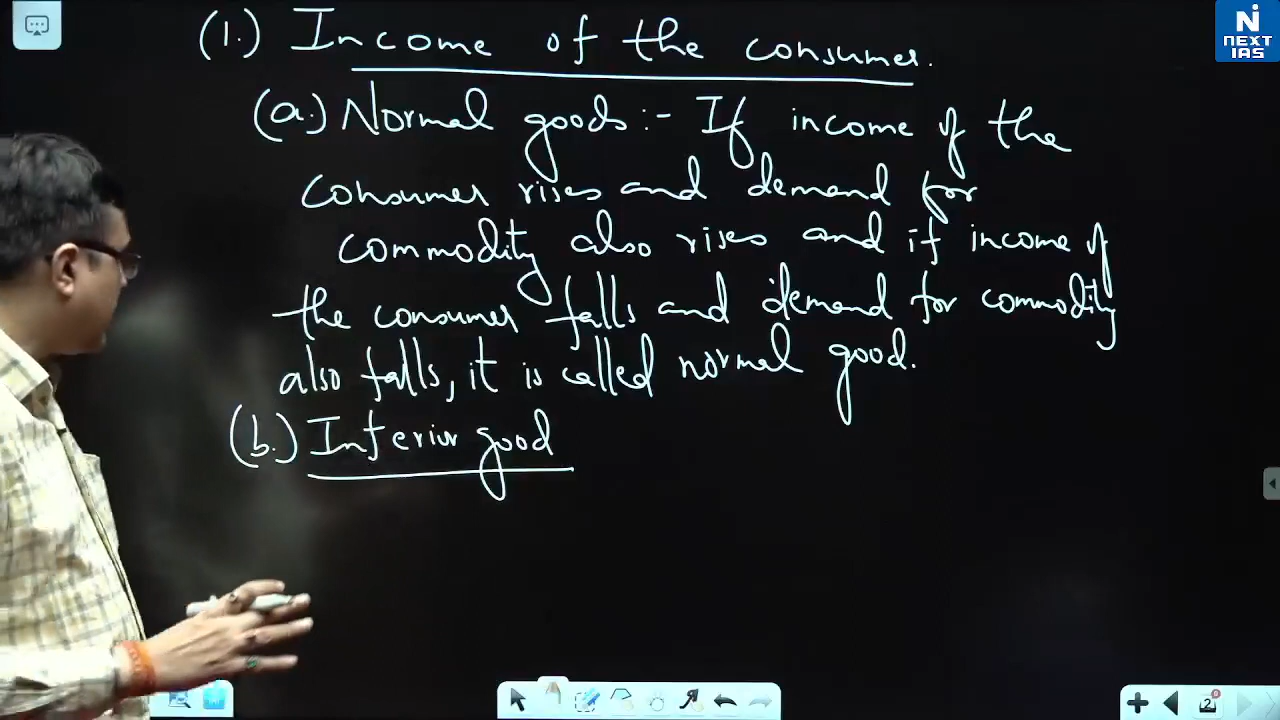 (1.) Income of the consumer.
NEXT IAS
(a.) Normal goods :- If income of the
consumer rises and demand for
commodity also rises and if income of
the consumer falls and demand for commodity
also falls, it is called normal good.
(b.) Inferior good
2